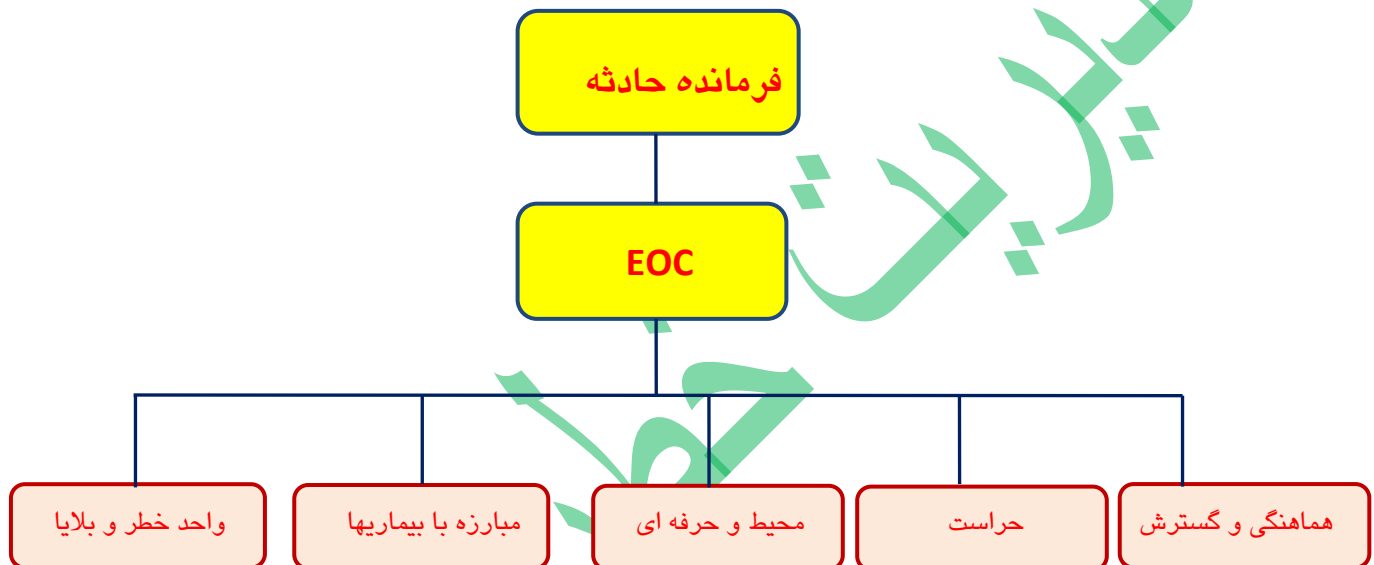 فرمانده حادثه
EOC
هماهنگی و گسترش
حراست
محیط و حرفه ای
مبارزه با بیماریها
واحد خطر و بلایا